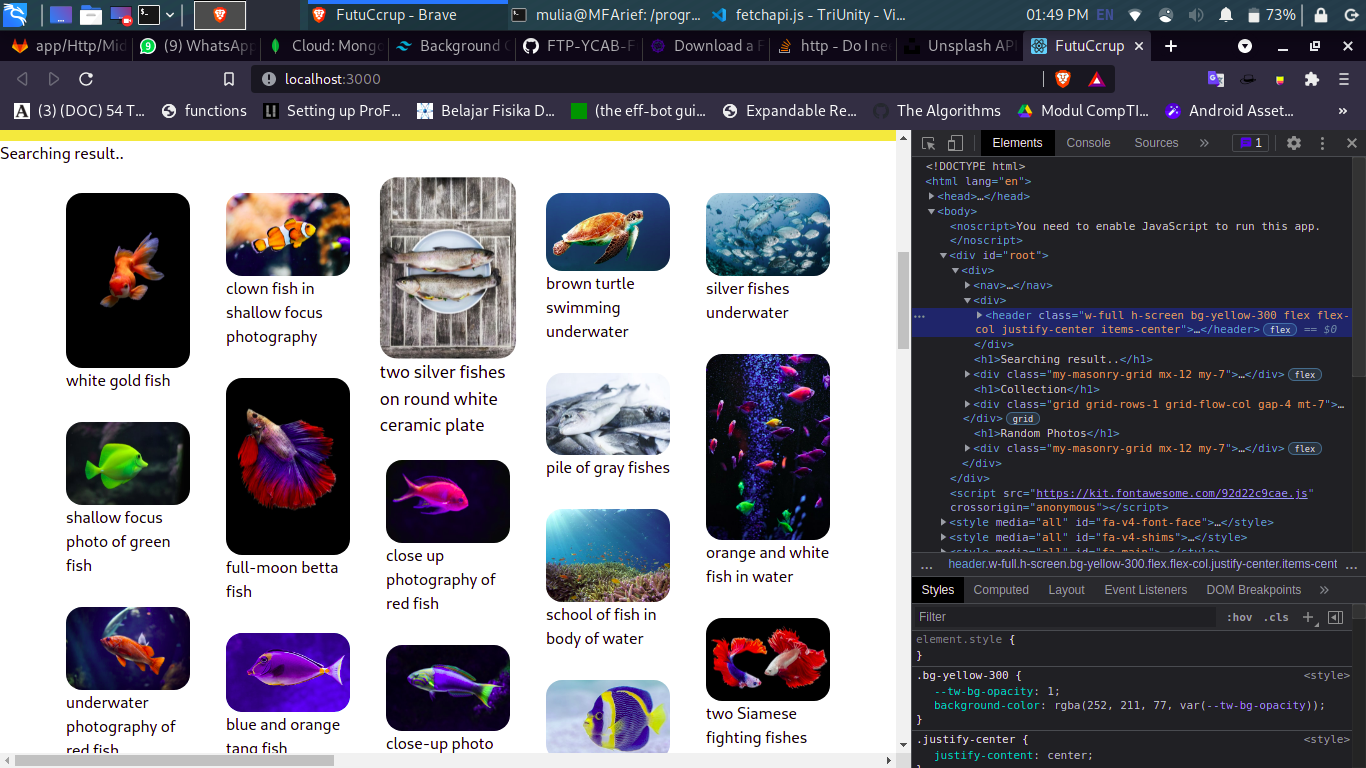 FutuCcrup - Brave
mulia@MFArief: /progr...
fetchapi.js - TriUnity - Vi...
01:49 PM
EN
73%
app/Http/Mid
(9) WhatsApp
Cloud: Mong
Background
FTP-YCAB-F
Download a F
http - Do I nee
Unsplash API
FutuCcrup
localhost:3000
(3) (DOC) 54 T...
functions
Setting up ProF...
Belajar Fisika D...
(the eff-bot gui...
Expandable Re...
The Algorithms
Modul CompTI...
Android Asset...
»
Searching result..
white gold fish
shallow focus
photo of green
fish
underwater
photography of
red fish
clown fish in
shallow focus
photography
full-moon betta
fish
blue and orange
tang fish
two silver fishes
on round white
ceramic plate
close up
photography of
red fish
close-up photo
brown turtle
swimming
underwater
pile of gray fishes
school of fish in
body of water
silver fishes
underwater
orange and white
fish in water
two Siamese
fighting fishes
Elements
Console
Sources
»
1
<!DOCTYPE html>
<html lang="en">
<head>…</head>
<body>
<noscript>You need to enable JavaScript to run this app.
</noscript>
<div id="root">
<div>
<nav>…</nav>
<div>
<header class="w-full h-screen bg-yellow-300 flex flex-
col justify-center items-center">…</header> flex == $0
</div>
<h1>Searching result..</h1>
<div class="my-masonry-grid mx-12 my-7">…</div> flex
<h1>Collection</h1>
<div class="grid grid-rows-1 grid-flow-col gap-4 mt-7">…
</div> grid
<h1>Random Photos</h1>
<div class="my-masonry-grid mx-12 my-7">…</div> flex
</div>
</div>
<script src="https://kit.fontawesome.com/92d22c9cae.js"
crossorigin="anonymous"></script>
<style media="all" id="fa-v4-font-face">…</style>
<style media="all" id="fa-v4-shims">…</style>
<style media="all" id="fa-main">…</style>
... header.w-full.h-screen.bg-yellow-300.flex.flex-col.justify-center.items-cent ...
Styles
Computed
Layout
Event Listeners
DOM Breakpoints
»
Filter
:hov
.cls
element.style {
}
.bg-yellow-300 {
<style>
--tw-bg-opacity: 1;
background-color: rgba(252, 211, 77, var(--tw-bg-opacity));
}
.justify-center {
<style>
justify-content: center;